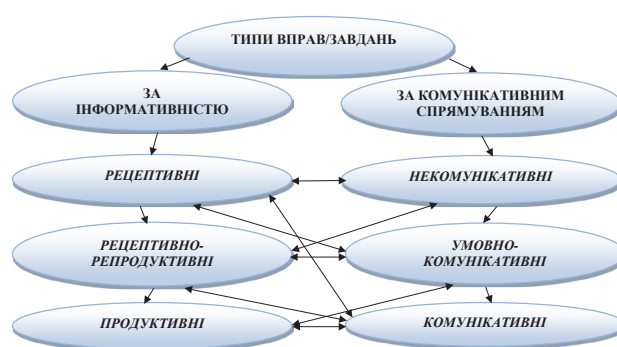 ТИПИ ВПРАВ/ЗАВДАНЬ
ЗА
ІНФОРМАТИВНІСТЮ
ЗА КОМУНІКАТИВНИМ
СПРЯМУВАННЯМ
РЕЦЕПТИВНІ
НЕКОМУНІКАТИВНІ
РЕЦЕПТИВНО-
РЕПРОДУКТИВНІ
УМОВНО-
КОМУНІКАТИВНІ
ПРОДУКТИВНІ
КОМУНІКАТИВНІ